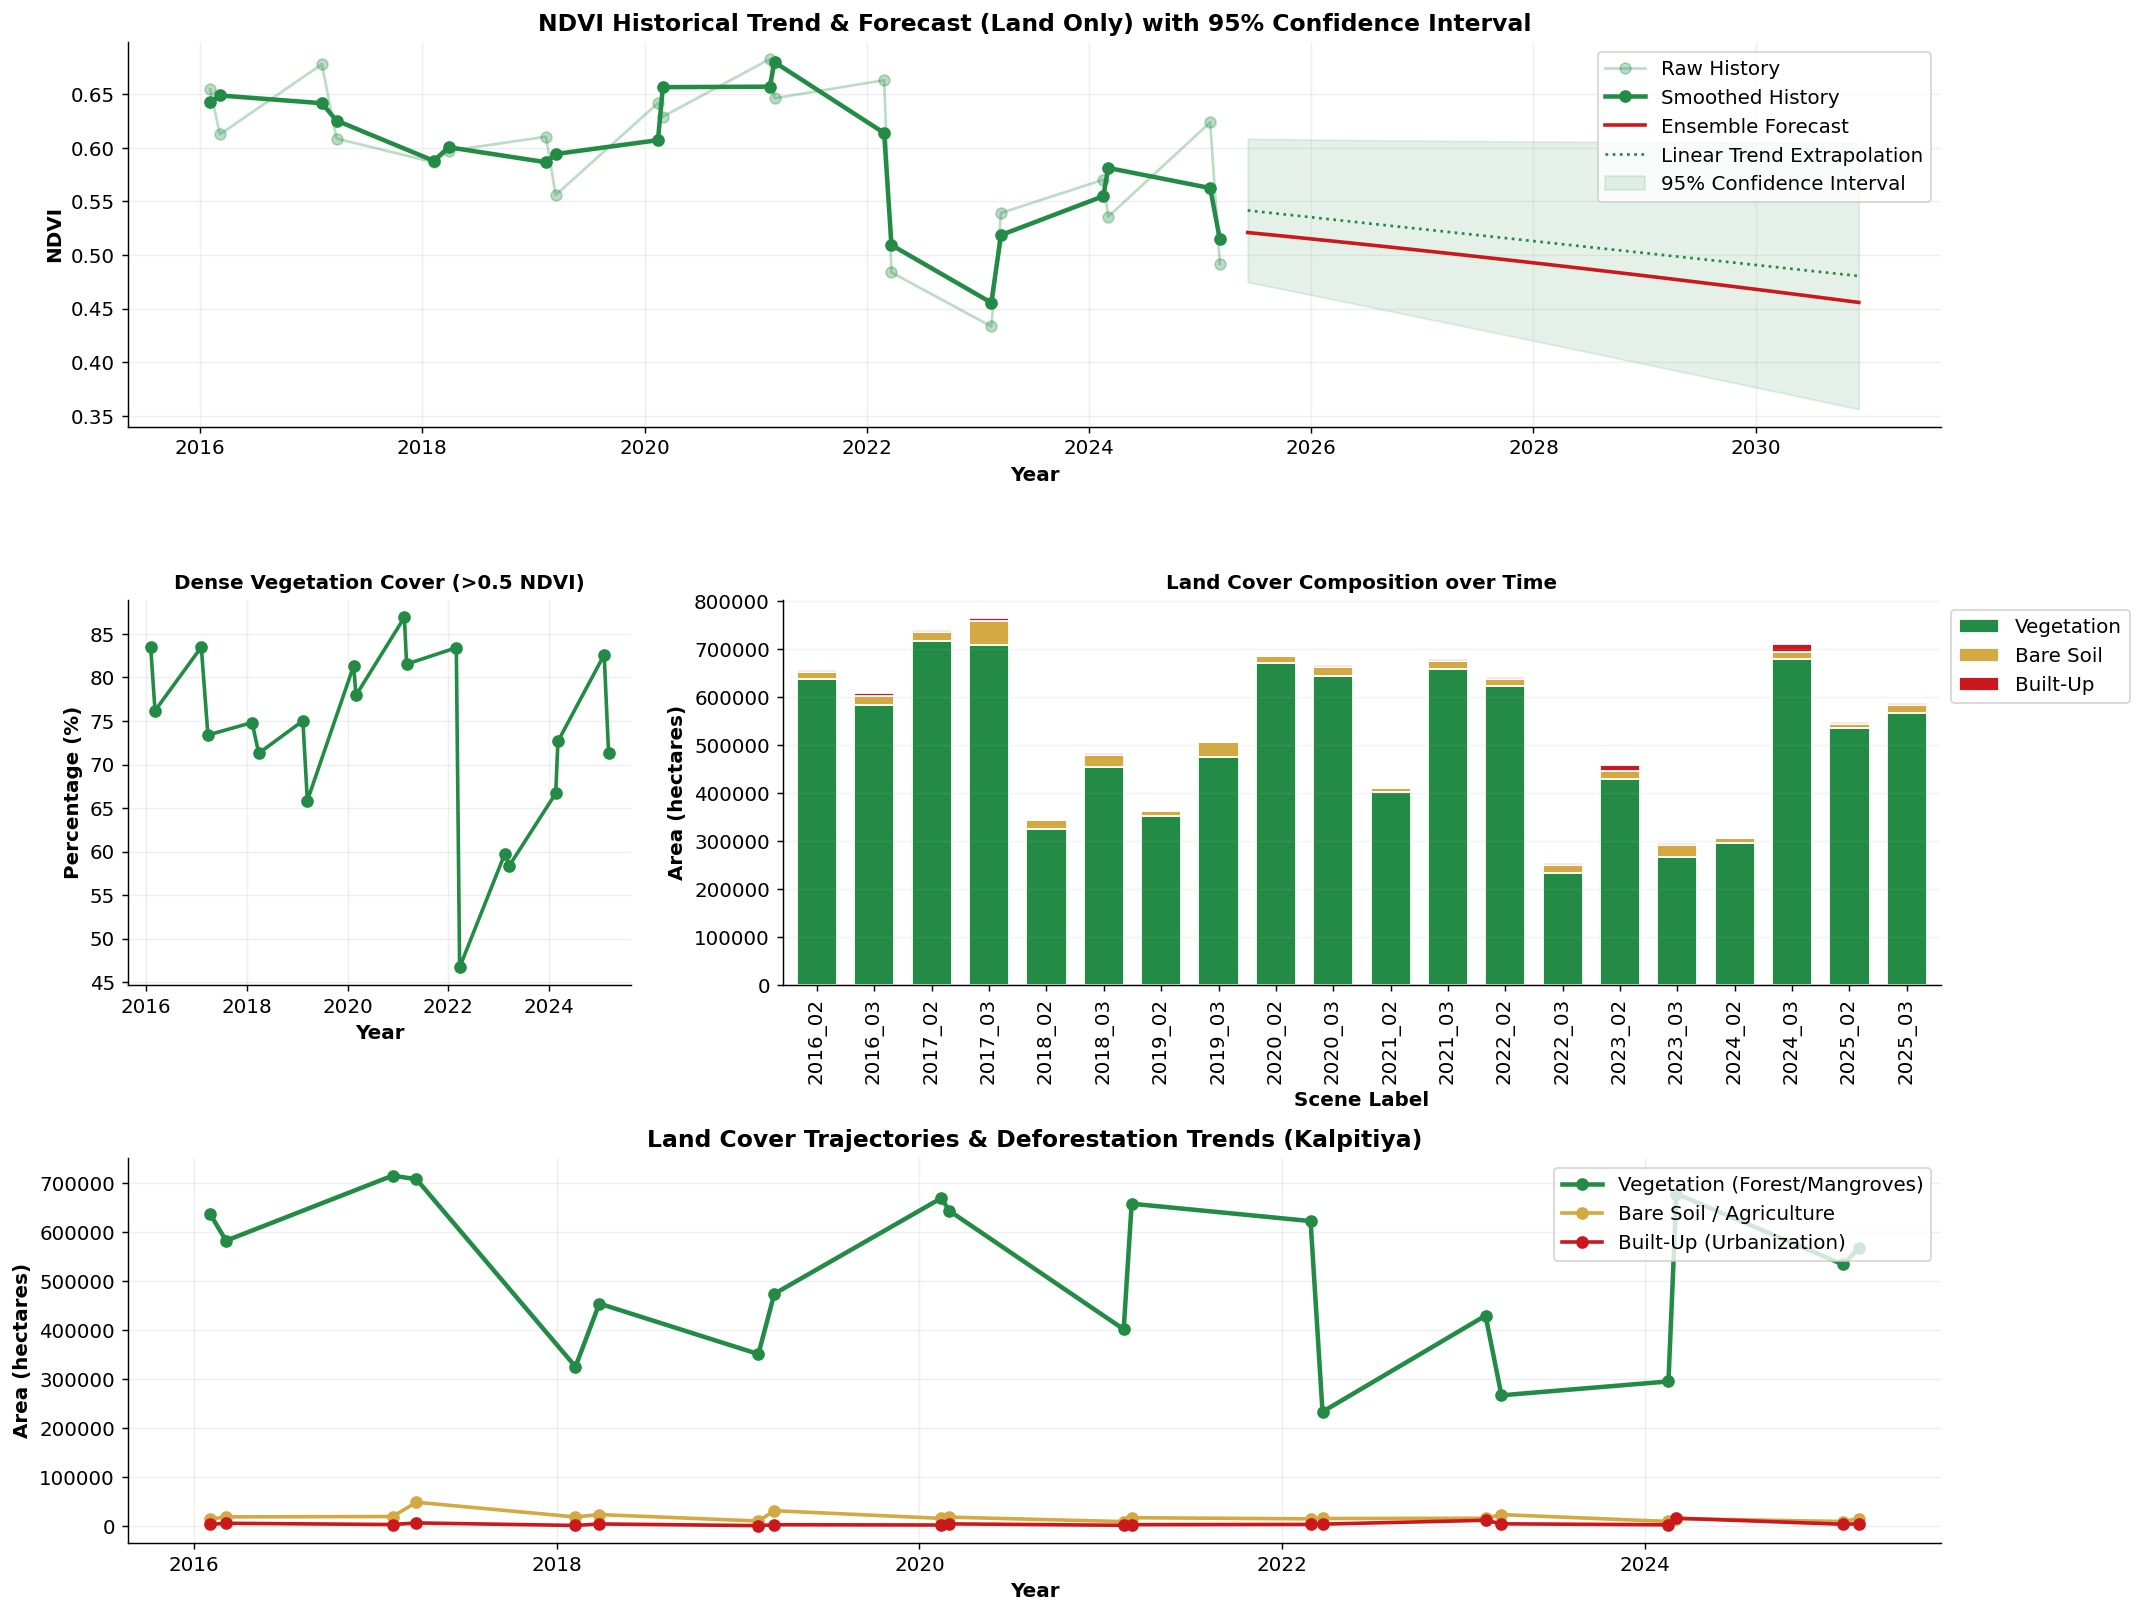 NDVI Historical Trend & Forecast (Land Only) with 95% Confidence Interval
NDVI
0.65
0.60
0.55
0.50
0.45
0.40
0.35
Raw History
Smoothed History
Ensemble Forecast
Linear Trend Extrapolation
95% Confidence Interval
2016 2018 2020 2022 2024 2026 2028 2030
Year
Dense Vegetation Cover (>0.5 NDVI)
Percentage (%)
85
80
75
70
65
60
55
50
45
2016 2018 2020 2022 2024
Year
Land Cover Composition over Time
Area (hectares)
800000
700000
600000
500000
400000
300000
200000
100000
0
2016_02
2016_03
2017_02
2017_03
2018_02
2018_03
2019_02
2019_03
2020_02
2020_03
2021_02
2021_03
2022_02
2022_03
2023_02
2023_03
2024_02
2024_03
2025_02
2025_03
Scene Label
Vegetation
Bare Soil
Built-Up
Land Cover Trajectories & Deforestation Trends (Kalpitiya)
Area (hectares)
700000
600000
500000
400000
300000
200000
100000
0
Vegetation (Forest/Mangroves)
Bare Soil / Agriculture
Built-Up (Urbanization)
2016 2018 2020 2022 2024
Year